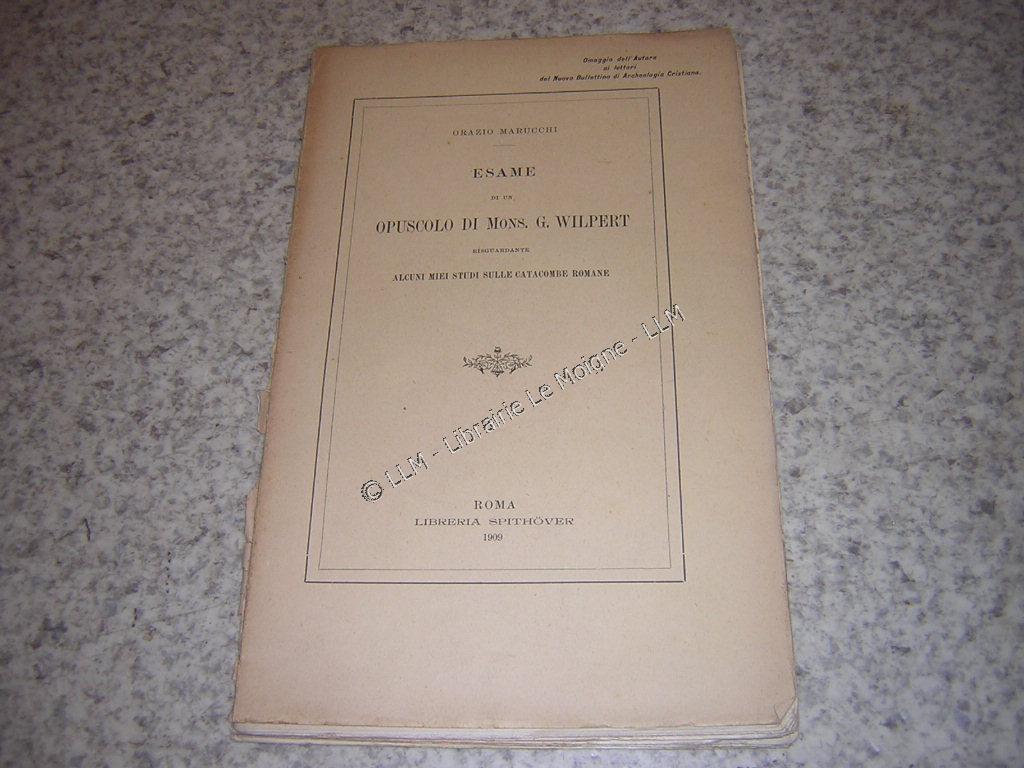 Omaggio dell'Autore
ai lettori
del Nuovo Bullettino di Archeologia Cristiana.
ORAZIO MARUCCHI
ESAME
DI UN
OPUSCOLO DI MONS. G. WILPERT
RISGUARDANTE
ALCUNI MIEI STUDI SULLE CATACOMBE ROMANE
© LLM - Librairie Le Moigne - LLM
ROMA
LIBRERIA SPITHÖVER
1909